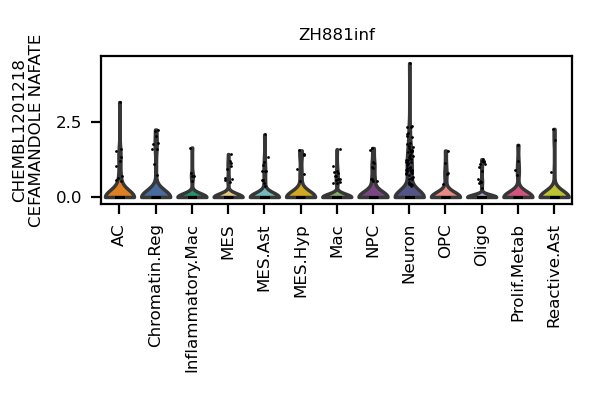 ZH881inf
CHEMBL1201218
CEFAMANDOLE NAFATE
2.5
0.0
AC
Chromatin.Reg
Inflammatory.Mac
MES
MES.Ast
MES.Hyp
Mac
NPC
Neuron
OPC
Oligo
Prolif.Metab
Reactive.Ast